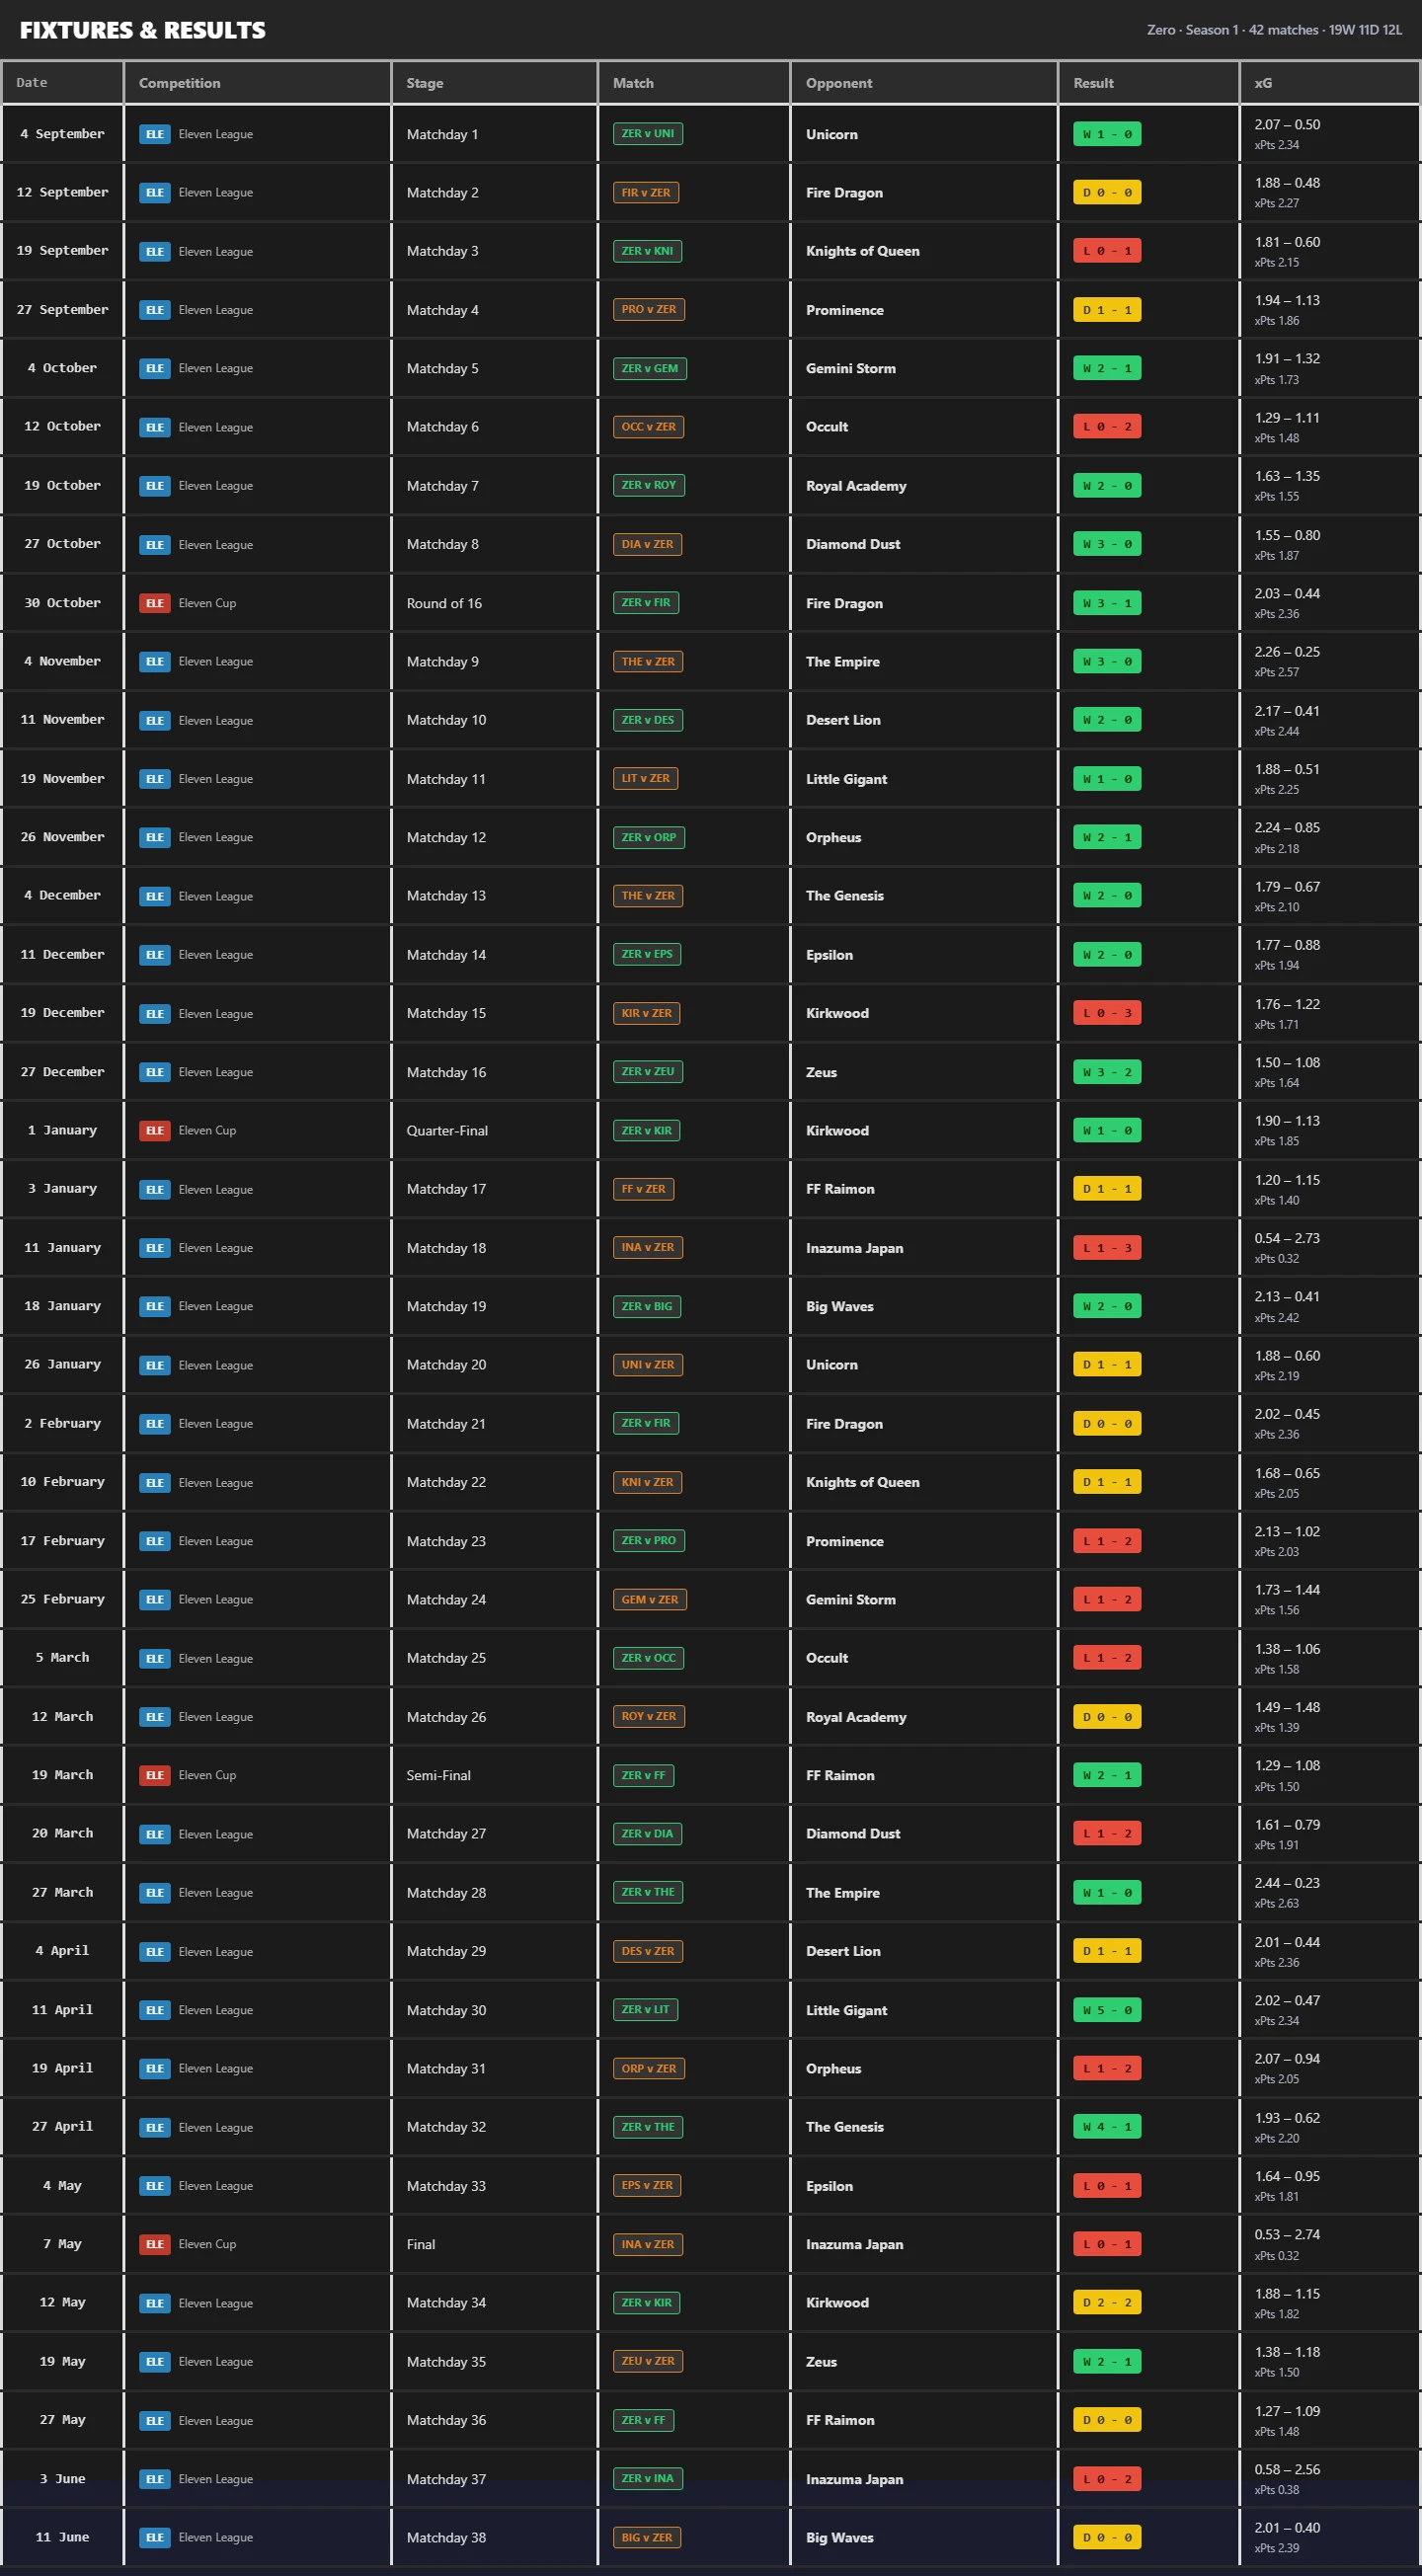 FIXTURES & RESULTS
Zero · Season 1 · 42 matches · 19W 11D 12L
Date Competition Stage Match Opponent Result xG
4 September ELE Eleven League Matchday 1 ZER v UNI Unicorn W 1 - 0 2.07 – 0.50
xPts 2.34
12 September ELE Eleven League Matchday 2 FIR v ZER Fire Dragon D 0 - 0 1.88 – 0.48
xPts 2.27
19 September ELE Eleven League Matchday 3 ZER v KNI Knights of Queen L 0 - 1 1.81 – 0.60
xPts 2.15
27 September ELE Eleven League Matchday 4 PRO v ZER Prominence D 1 - 1 1.94 – 1.13
xPts 1.86
4 October ELE Eleven League Matchday 5 ZER v GEM Gemini Storm W 2 - 1 1.91 – 1.32
xPts 1.73
12 October ELE Eleven League Matchday 6 OCC v ZER Occult L 0 - 2 1.29 – 1.11
xPts 1.48
19 October ELE Eleven League Matchday 7 ZER v ROY Royal Academy W 2 - 0 1.63 – 1.35
xPts 1.55
27 October ELE Eleven League Matchday 8 DIA v ZER Diamond Dust W 3 - 0 1.55 – 0.80
xPts 1.87
30 October ELE Eleven Cup Round of 16 ZER v FIR Fire Dragon W 3 - 1 2.03 – 0.44
xPts 2.36
4 November ELE Eleven League Matchday 9 THE v ZER The Empire W 3 - 0 2.26 – 0.25
xPts 2.57
11 November ELE Eleven League Matchday 10 ZER v DES Desert Lion W 2 - 0 2.17 – 0.41
xPts 2.44
19 November ELE Eleven League Matchday 11 LIT v ZER Little Gigant W 1 - 0 1.88 – 0.51
xPts 2.25
26 November ELE Eleven League Matchday 12 ZER v ORP Orpheus W 2 - 1 2.24 – 0.85
xPts 2.18
4 December ELE Eleven League Matchday 13 THE v ZER The Genesis W 2 - 0 1.79 – 0.67
xPts 2.10
11 December ELE Eleven League Matchday 14 ZER v EPS Epsilon W 2 - 0 1.77 – 0.88
xPts 1.94
19 December ELE Eleven League Matchday 15 KIR v ZER Kirkwood L 0 - 3 1.76 – 1.22
xPts 1.71
27 December ELE Eleven League Matchday 16 ZER v ZEU Zeus W 3 - 2 1.50 – 1.08
xPts 1.64
1 January ELE Eleven Cup Quarter-Final ZER v KIR Kirkwood W 1 - 0 1.90 – 1.13
xPts 1.85
3 January ELE Eleven League Matchday 17 FF v ZER FF Raimon D 1 - 1 1.20 – 1.15
xPts 1.40
11 January ELE Eleven League Matchday 18 INA v ZER Inazuma Japan L 1 - 3 0.54 – 2.73
xPts 0.32
18 January ELE Eleven League Matchday 19 ZER v BIG Big Waves W 2 - 0 2.13 – 0.41
xPts 2.42
26 January ELE Eleven League Matchday 20 UNI v ZER Unicorn D 1 - 1 1.88 – 0.60
xPts 2.19
2 February ELE Eleven League Matchday 21 ZER v FIR Fire Dragon D 0 - 0 2.02 – 0.45
xPts 2.36
10 February ELE Eleven League Matchday 22 KNI v ZER Knights of Queen D 1 - 1 1.68 – 0.65
xPts 2.05
17 February ELE Eleven League Matchday 23 ZER v PRO Prominence L 1 - 2 2.13 – 1.02
xPts 2.03
25 February ELE Eleven League Matchday 24 GEM v ZER Gemini Storm L 1 - 2 1.73 – 1.44
xPts 1.56
5 March ELE Eleven League Matchday 25 ZER v OCC Occult L 1 - 2 1.38 – 1.06
xPts 1.58
12 March ELE Eleven League Matchday 26 ROY v ZER Royal Academy D 0 - 0 1.49 – 1.48
xPts 1.39
19 March ELE Eleven Cup Semi-Final ZER v FF FF Raimon W 2 - 1 1.29 – 1.08
xPts 1.50
20 March ELE Eleven League Matchday 27 ZER v DIA Diamond Dust L 1 - 2 1.61 – 0.79
xPts 1.91
27 March ELE Eleven League Matchday 28 ZER v THE The Empire W 1 - 0 2.44 – 0.23
xPts 2.63
4 April ELE Eleven League Matchday 29 DES v ZER Desert Lion D 1 - 1 2.01 – 0.44
xPts 2.36
11 April ELE Eleven League Matchday 30 ZER v LIT Little Gigant W 5 - 0 2.02 – 0.47
xPts 2.34
19 April ELE Eleven League Matchday 31 ORP v ZER Orpheus L 1 - 2 2.07 – 0.94
xPts 2.05
27 April ELE Eleven League Matchday 32 ZER v THE The Genesis W 4 - 1 1.93 – 0.62
xPts 2.20
4 May ELE Eleven League Matchday 33 EPS v ZER Epsilon L 0 - 1 1.64 – 0.95
xPts 1.81
7 May ELE Eleven Cup Final INA v ZER Inazuma Japan L 0 - 1 0.53 – 2.74
xPts 0.32
12 May ELE Eleven League Matchday 34 ZER v KIR Kirkwood D 2 - 2 1.88 – 1.15
xPts 1.82
19 May ELE Eleven League Matchday 35 ZEU v ZER Zeus W 2 - 1 1.38 – 1.18
xPts 1.50
27 May ELE Eleven League Matchday 36 ZER v FF FF Raimon D 0 - 0 1.27 – 1.09
xPts 1.48
3 June ELE Eleven League Matchday 37 ZER v INA Inazuma Japan L 0 - 2 0.58 – 2.56
xPts 0.38
11 June ELE Eleven League Matchday 38 BIG v ZER Big Waves D 0 - 0 2.01 – 0.40
xPts 2.39